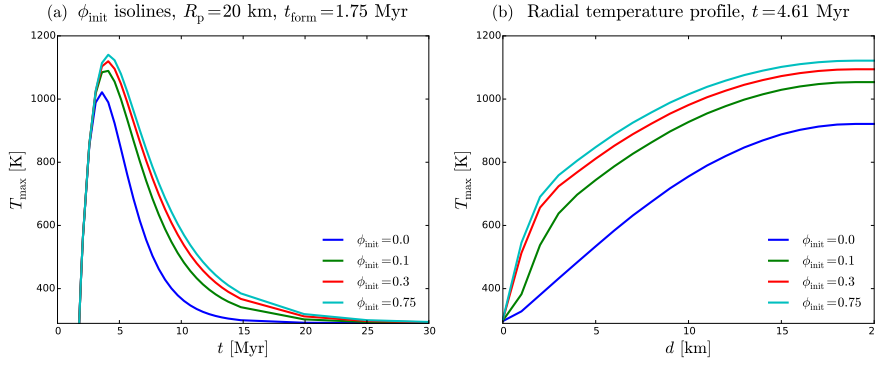 (a) ϕinit isolines, Rp=20 km, tform=1.75 Myr
1200
1000
800
600
400
Tmax [K]
0 5 10 15 20 25 30
t [Myr]
ϕinit=0.0
ϕinit=0.1
ϕinit=0.3
ϕinit=0.75
(b) Radial temperature profile, t=4.61 Myr
1200
1000
800
600
400
Tmax [K]
0 5 10 15 2
d [km]
ϕinit=0.0
ϕinit=0.1
ϕinit=0.3
ϕinit=0.75